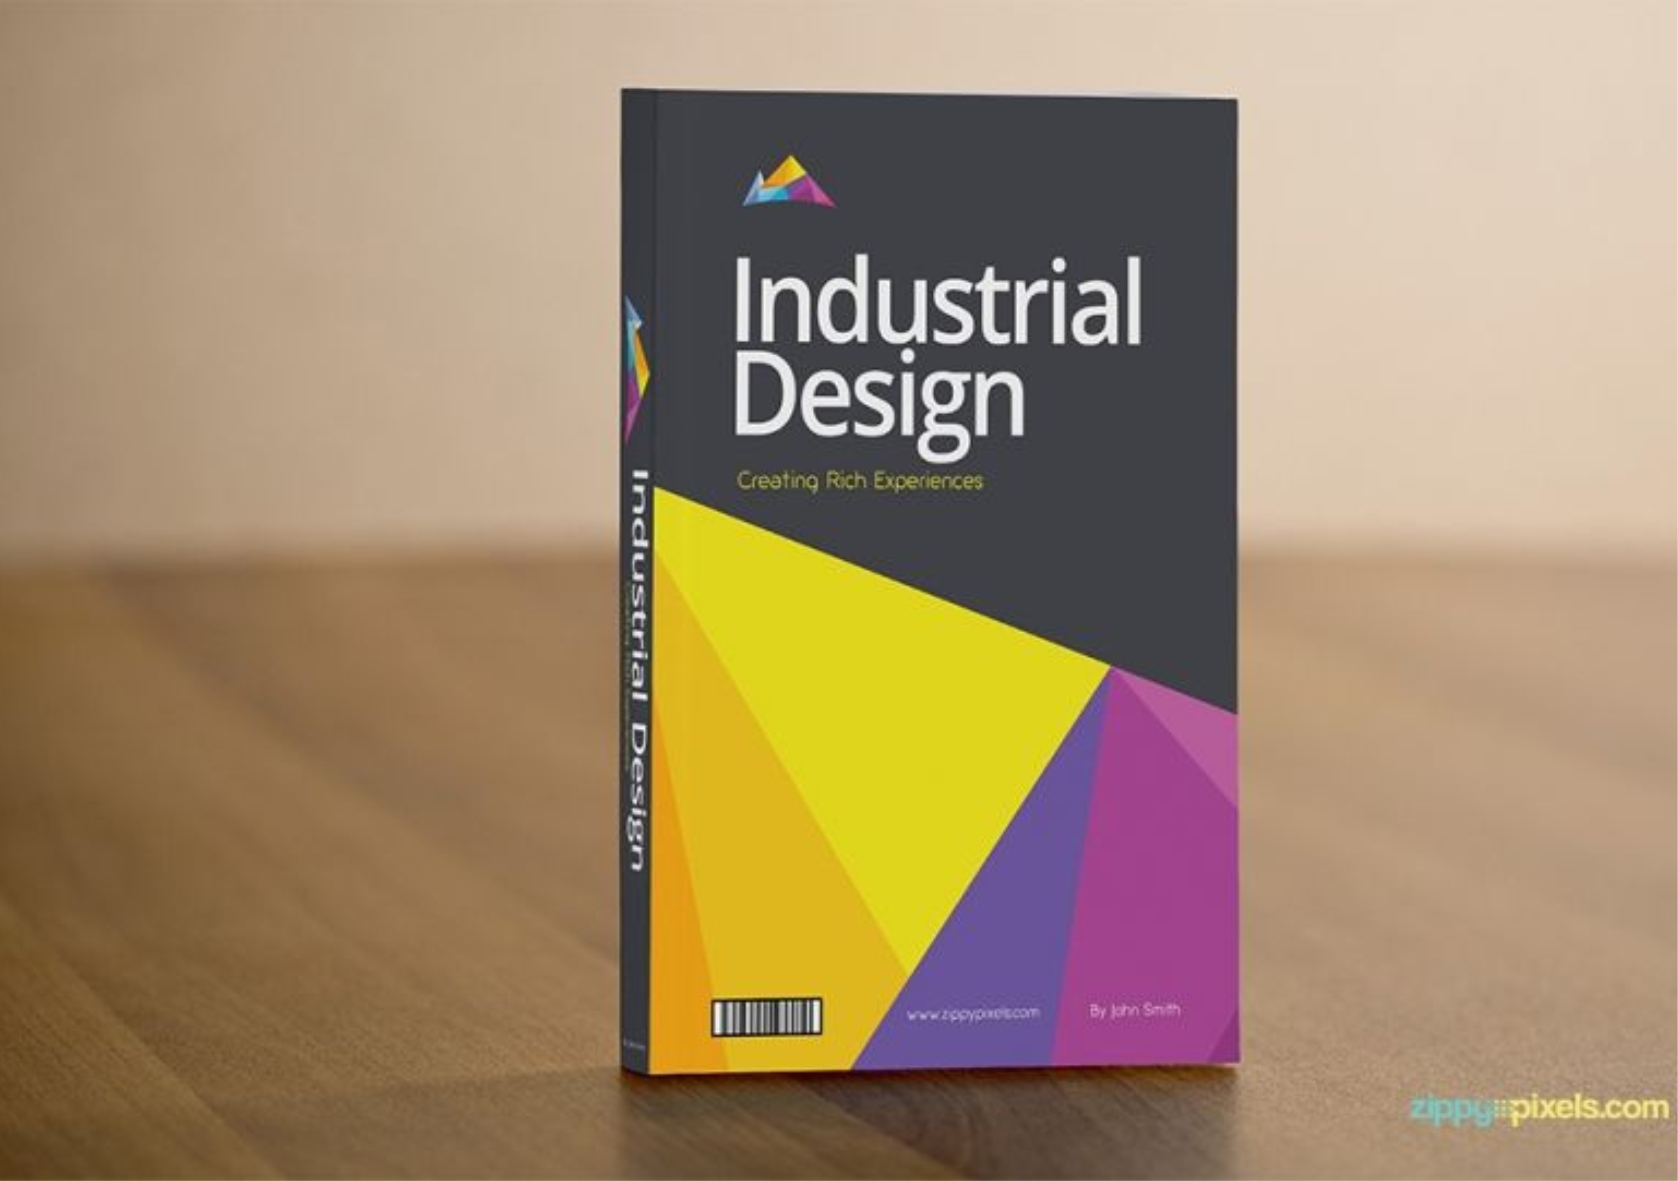 Industrial
Design
Creating Rich Experiences
Industrial Design
www.zippypixels.com
By John Smith
zippypixels.com